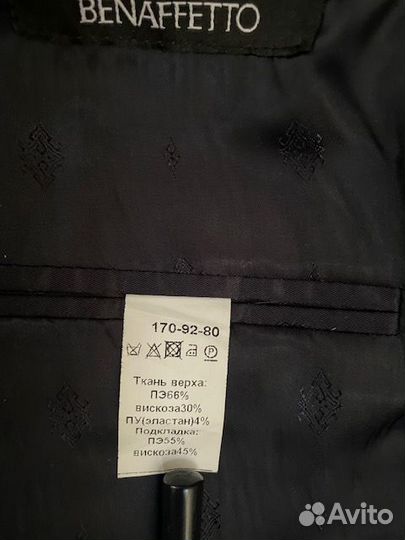 BENAFFETTO
170-92-80
P
Ткань верха:
ПЭ66%
вискоза30%
ПУ(эластан)4%
Подкладка:
ПЭ55%
вискоза45%
Avito